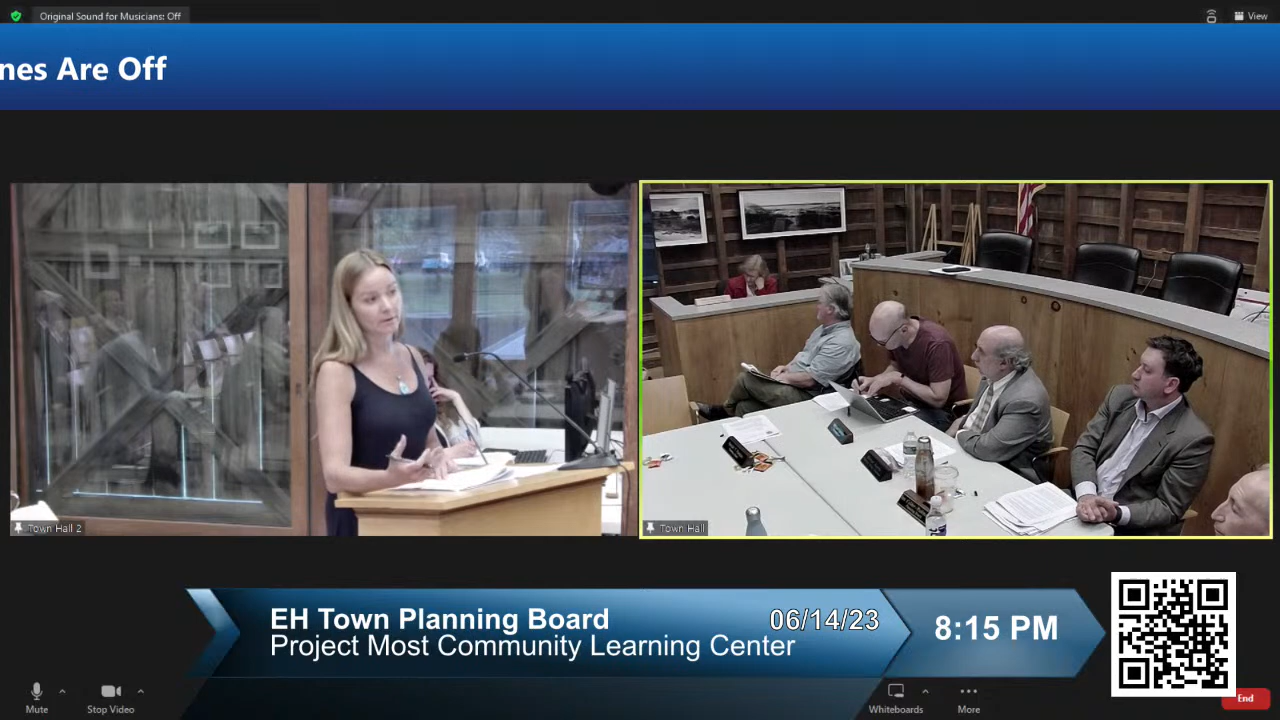 Original Sound for Musicians: Off
View
nes Are Off
Town Hall 2
Town Hall
EH Town Planning Board
06/14/23
8:15 PM
Project Most Community Learning Center
Mute
Stop Video
Whiteboards
More
End